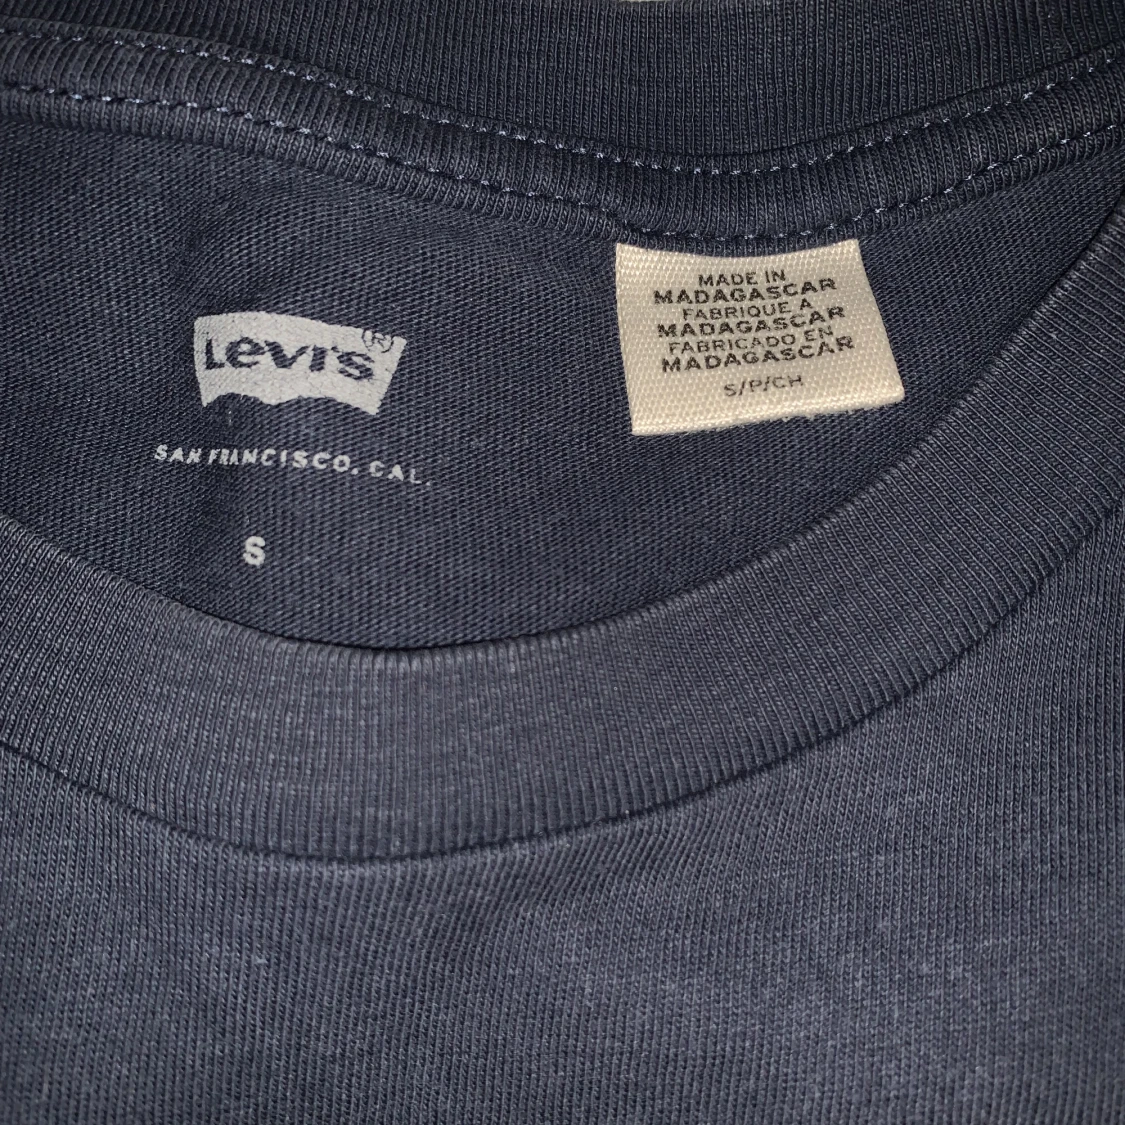 Levi's®
SAN FRANCISCO, CAL.
S
MADE IN
MADAGASCAR
FABRIQUE A
MADAGASCAR
FABRICADO EN
MADAGASCAR
S/P/CH